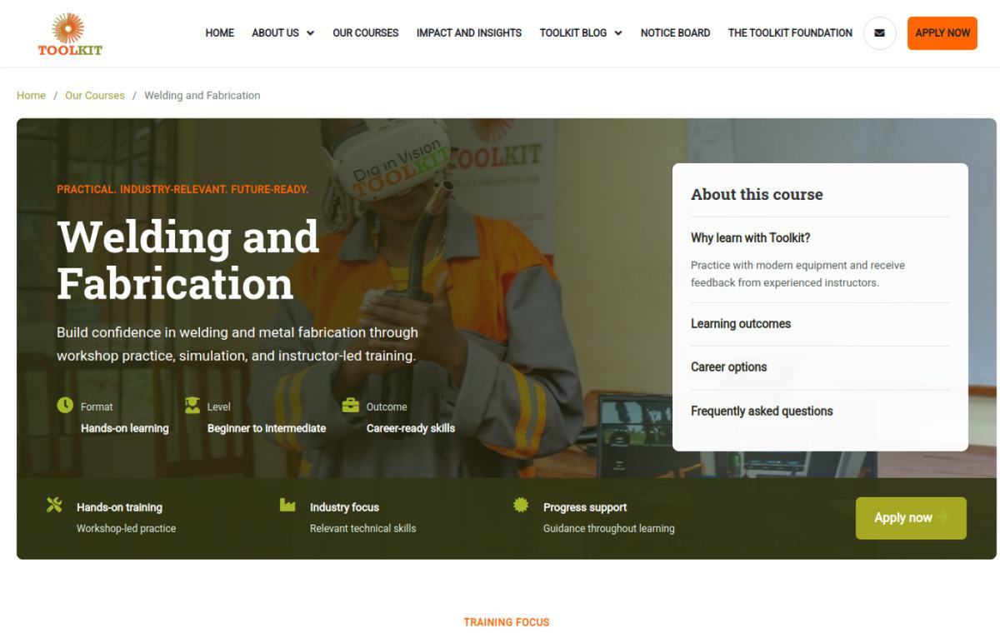 TOOLKIT
HOME
ABOUT US
OUR COURSES
IMPACT AND INSIGHTS
TOOLKIT BLOG
NOTICE BOARD
THE TOOLKIT FOUNDATION
APPLY NOW
Home / Our Courses / Welding and Fabrication
Dig in Vision
TOOLKIT
TOOLKIT
PRACTICAL. INDUSTRY-RELEVANT. FUTURE-READY.
Welding and
Fabrication
Build confidence in welding and metal fabrication through
workshop practice, simulation, and instructor-led training.
Format
Hands-on learning
Level
Beginner to intermediate
Outcome
Career-ready skills
About this course
Why learn with Toolkit?
Practice with modern equipment and receive
feedback from experienced instructors.
Learning outcomes
Career options
Frequently asked questions
Hands-on training
Workshop-led practice
Industry focus
Relevant technical skills
Progress support
Guidance throughout learning
Apply now
TRAINING FOCUS